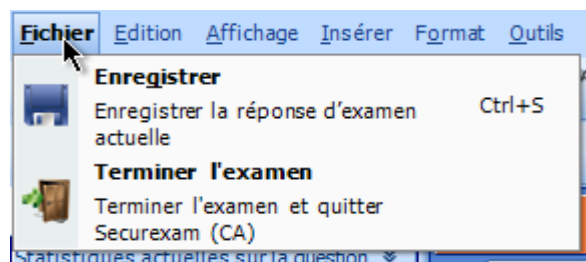 Fichier Edition Affichage Insérer Format Outils
Enregistrer
Enregistrer la réponse d'examen Ctrl+S
actuelle
Terminer l'examen
Terminer l'examen et quitter
Securexam (CA)
Statistiques actuelles sur la question